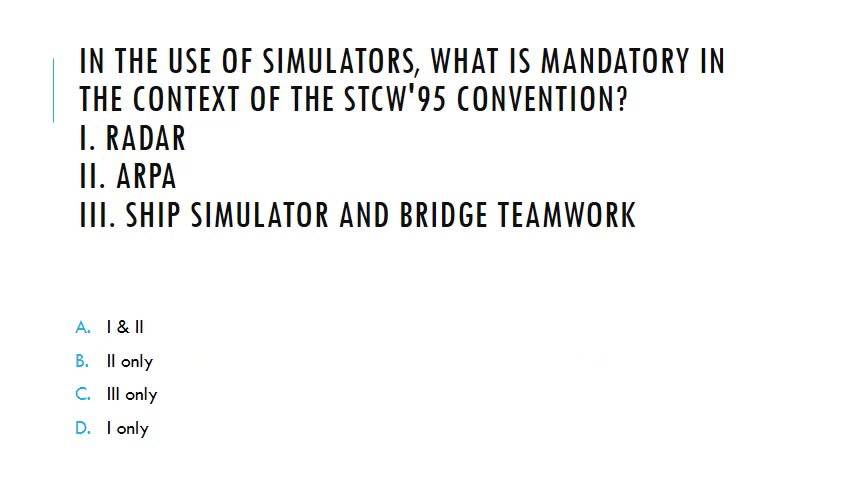 IN THE USE OF SIMULATORS, WHAT IS MANDATORY IN
THE CONTEXT OF THE STCW'95 CONVENTION?
I. RADAR
II. ARPA
III. SHIP SIMULATOR AND BRIDGE TEAMWORK
A. I & II
B. II only
C. III only
D. I only